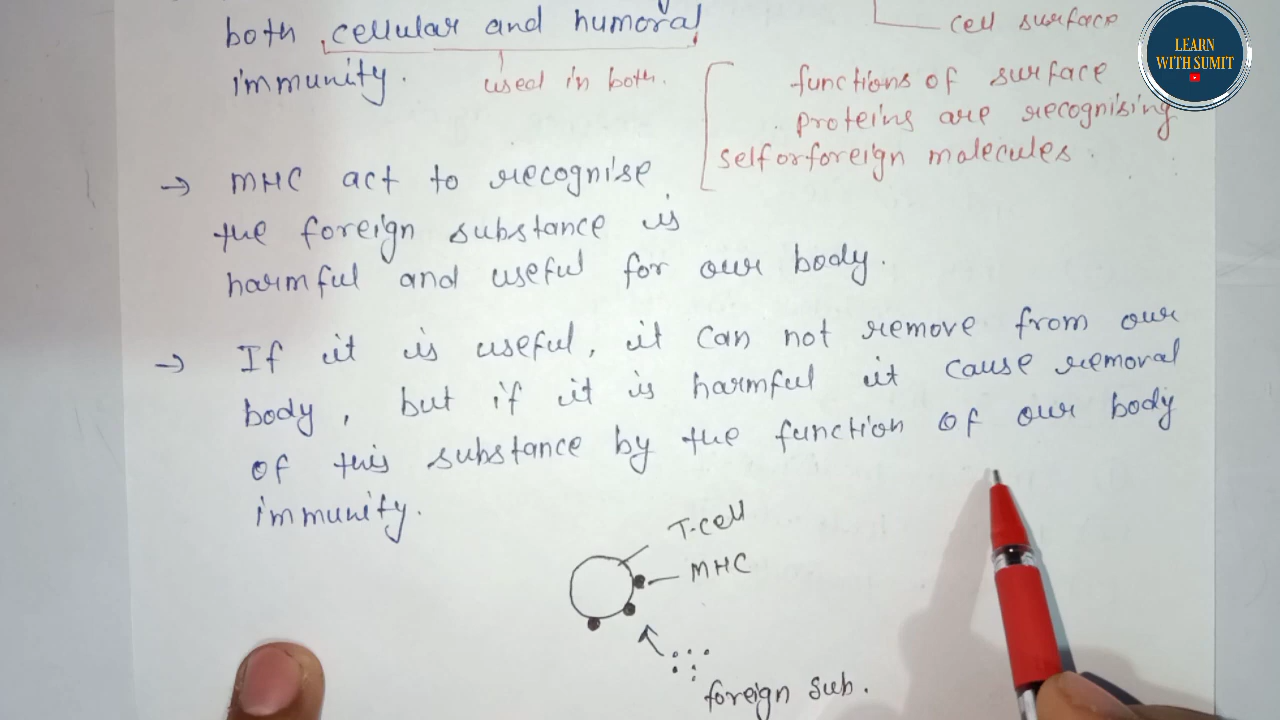 both cellular and humoral
immunity.
used in both.
cell surface
functions of surface
proteins are recognising
self or foreign molecules.
LEARN
WITH SUMIT
→ MHC act to recognise
the foreign substance is
harmful and useful for our body.
→ If it is useful, it can not remove from our
body, but if it is harmful it cause removal
of this substance by the function of our body
immunity.
T-cell
MHC
foreign sub.